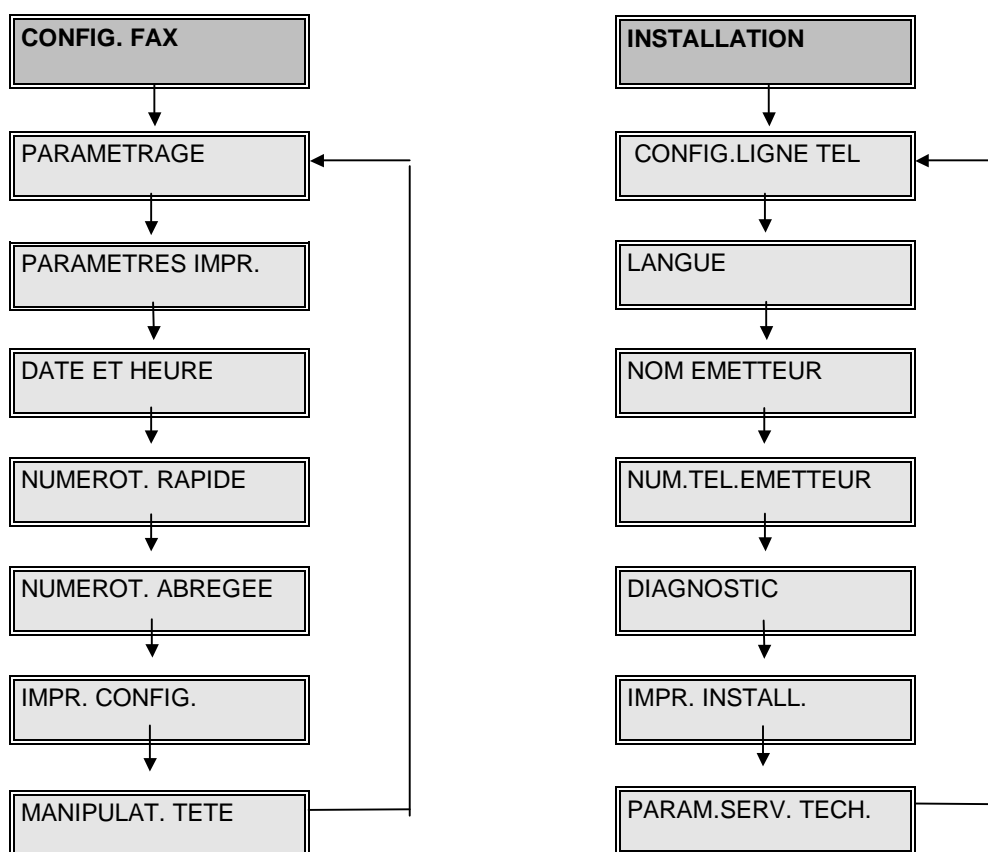 CONFIG. FAX
PARAMETRAGE
PARAMETRES IMPR.
DATE ET HEURE
NUMEROT. RAPIDE
NUMEROT. ABREGEE
IMPR. CONFIG.
MANIPULAT. TETE
INSTALLATION
CONFIG.LIGNE TEL
LANGUE
NOM EMETTEUR
NUM.TEL.EMETTEUR
DIAGNOSTIC
IMPR. INSTALL.
PARAM.SERV. TECH.